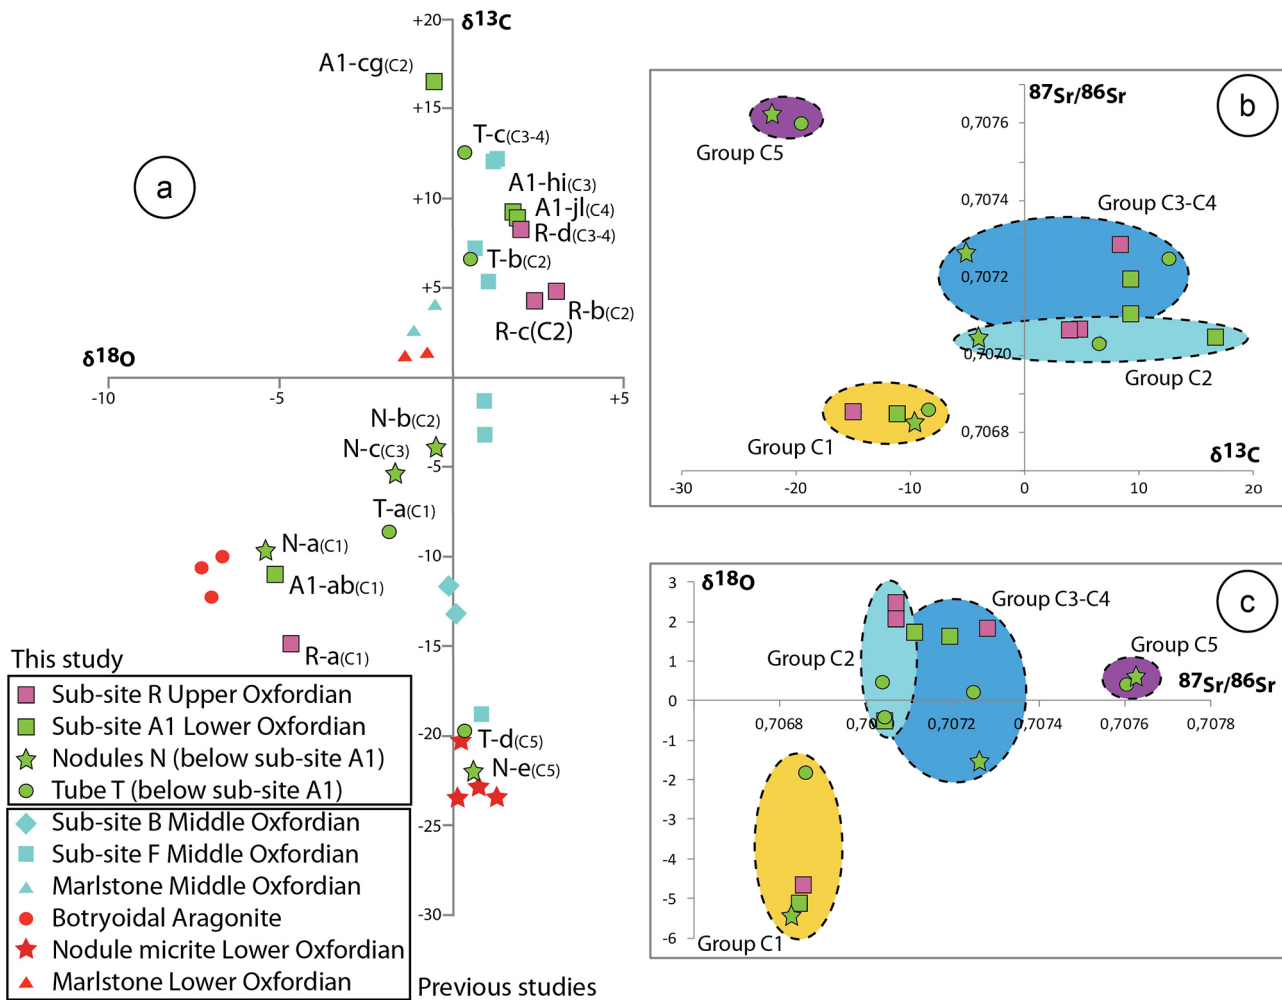 +20
δ13C
A1-cg(C2)
+15
T-c(C3-4)
a
+10
A1-hi(C3)
A1-jl(C4)
R-d(C3-4)
T-b(C2)
+5
R-b(C2)
R-c(C2)
δ18O
-10
-5
+5
N-b(C2)
N-c(C3)
-5
T-a(C1)
N-a(C1)
-10
A1-ab(C1)
-15
R-a(C1)
-20
T-d(C5)
N-e(C5)
-25
-30
This study
Sub-site R Upper Oxfordian
Sub-site A1 Lower Oxfordian
Nodules N (below sub-site A1)
Tube T (below sub-site A1)
Sub-site B Middle Oxfordian
Sub-site F Middle Oxfordian
Marlstone Middle Oxfordian
Botryoidal Aragonite
Nodule micrite Lower Oxfordian
Marlstone Lower Oxfordian
Previous studies
87Sr/86Sr
b
0,7076
Group C5
0,7074
Group C3-C4
0,7072
0,7070
Group C2
Group C1
0,7068
δ13C
-30
-20
-10
0
10
20
3
δ18O
c
Group C3-C4
2
Group C2
1
Group C5
87Sr/86Sr
0
0,7068
0,7072
0,7074
0,7076
0,7078
-1
-2
-3
-4
-5
-6
Group C1